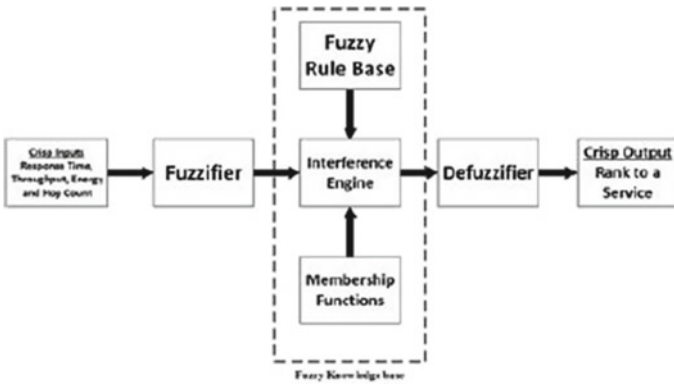 Fuzzy
Rule Base
Crisp Inputs
Response Time,
Throughput, Energy
and Hop Count
Fuzzifier
Interference
Engine
Defuzzifier
Crisp Output
Rank to a
Service
Membership
Functions
Fuzzy Knowledge base